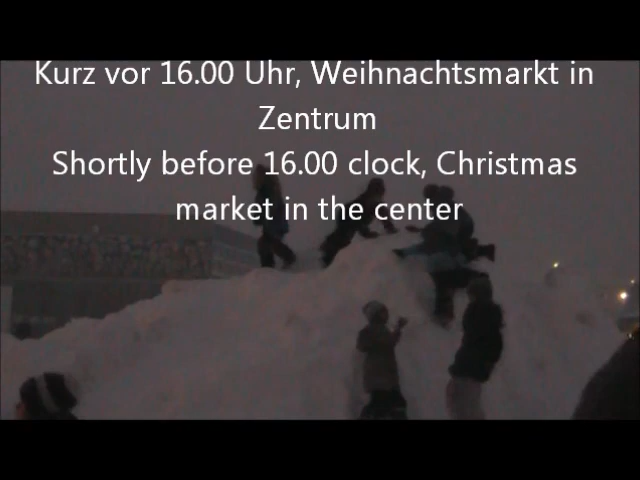 Kurz vor 16.00 Uhr, Weihnachtsmarkt in
Zentrum
Shortly before 16.00 clock, Christmas
market in the center